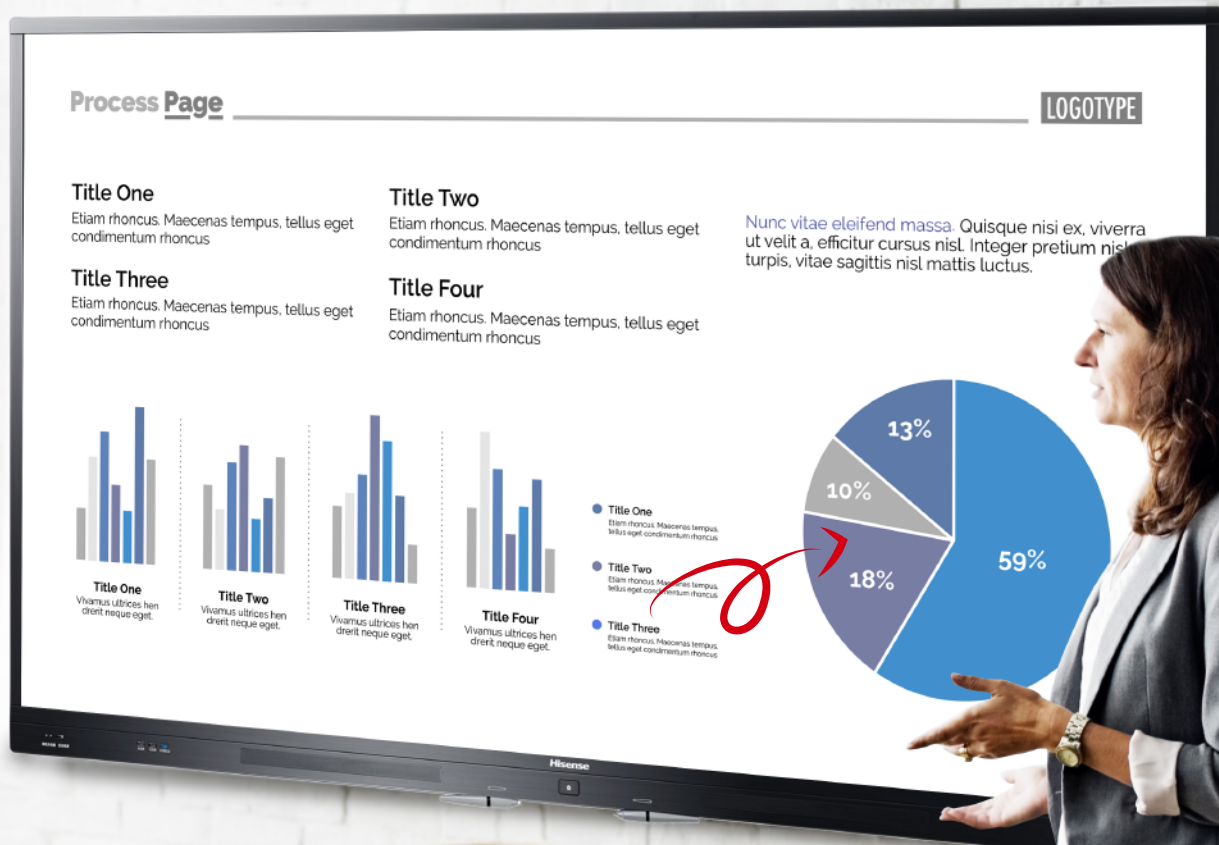 Process Page
LOGOTYPE
Title One
Etiam rhoncus. Maecenas tempus, tellus eget
condimentum rhoncus
Title Two
Etiam rhoncus. Maecenas tempus, tellus eget
condimentum rhoncus
Nunc vitae eleifend massa. Quisque nisi ex, viverra
ut velit a, efficitur cursus nisl. Integer pretium
turpis, vitae sagittis nisl mattis luctus.
Title Three
Etiam rhoncus. Maecenas tempus, tellus eget
condimentum rhoncus
Title Four
Etiam rhoncus. Maecenas tempus, tellus eget
condimentum rhoncus
Title One
Vivamus ultrices hen
drerit neque eget.
Title Two
Vivamus ultrices hen
drerit neque eget.
Title Three
Vivamus ultrices hen
drerit neque eget.
Title Four
Vivamus ultrices hen
drerit neque eget.
Title One
Etiam rhoncus. Maecenas tempus,
tellus eget condimentum rhoncus
Title Two
Etiam rhoncus. Maecenas tempus,
tellus eget condimentum rhoncus
Title Three
Etiam rhoncus. Maecenas tempus,
tellus eget condimentum rhoncus
13%
10%
18%
59%
Hisense